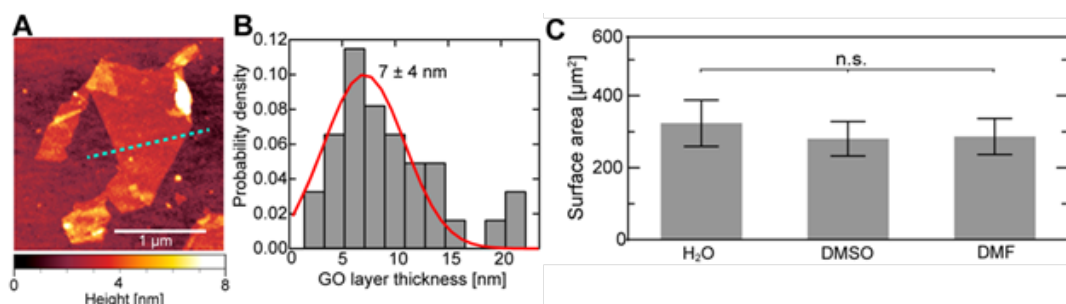 A
1 µm
0
4
8
Height [nm]
B
0.12
0.10
0.08
0.06
0.04
0.02
0.00
Probability density
7 ± 4 nm
0
5
10
15
20
GO layer thickness [nm]
C
600
400
200
0
Surface area [µm²]
n.s.
H₂O
DMSO
DMF